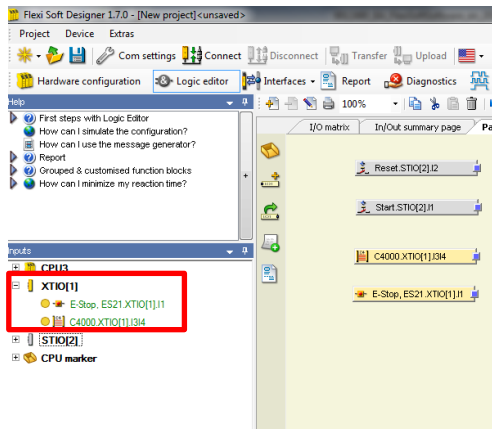 Flexi Soft Designer 1.7.0 - [New project]<unsaved>
Project Device Extras
Com settings Connect Disconnect Transfer Upload
Hardware configuration Logic editor Interfaces Report Diagnostics
Help
100%
First steps with Logic Editor
How can I simulate the configuration?
How can I use the message generator?
Report
Grouped & customised function blocks
How can I minimize my reaction time?
I/O matrix In/Out summary page Pa
Reset.STIO[2].I2
Start.STIO[2].I1
C4000.XTIO[1].I3I4
E-Stop, ES21.XTIO[1].I1
Inputs
CPU3
XTIO[1]
E-Stop, ES21.XTIO[1].I1
C4000.XTIO[1].I3I4
STIO[2]
CPU marker